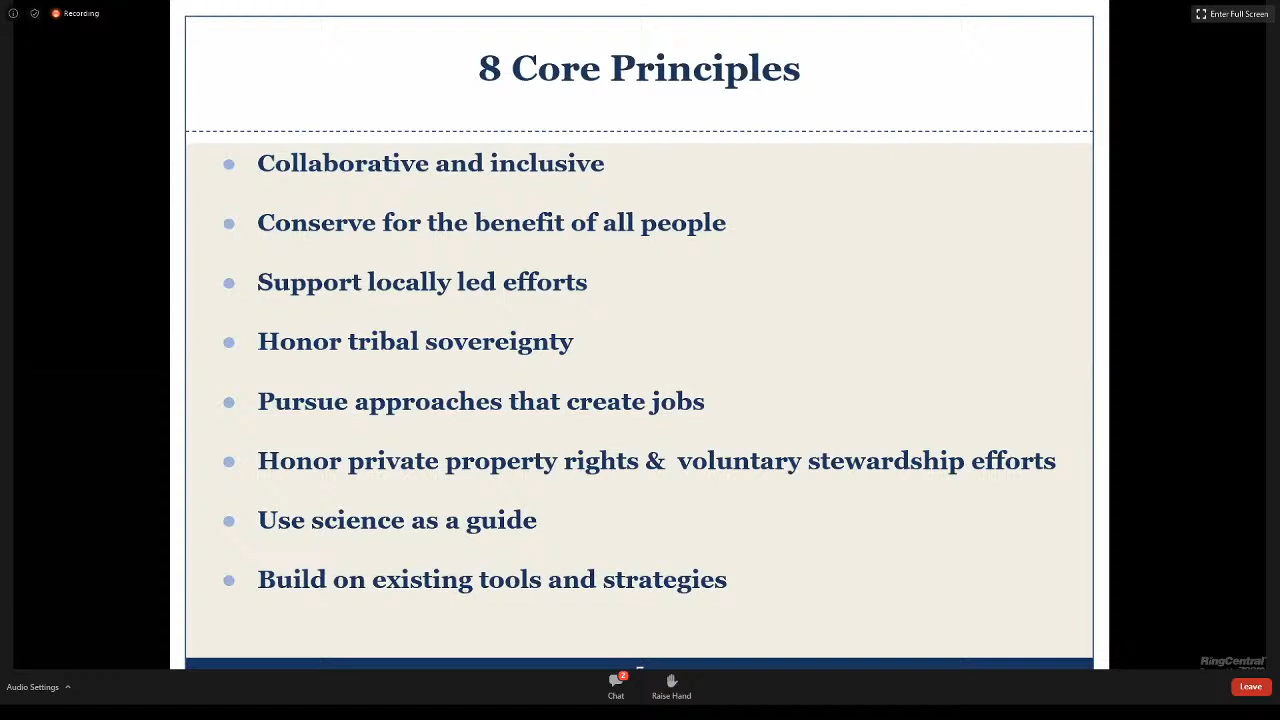 Recording
Enter Full Screen
8 Core Principles
Collaborative and inclusive
Conserve for the benefit of all people
Support locally led efforts
Honor tribal sovereignty
Pursue approaches that create jobs
Honor private property rights &  voluntary stewardship efforts
Use science as a guide
Build on existing tools and strategies
RingCentral
Audio Settings
2
Chat
Raise Hand
Leave